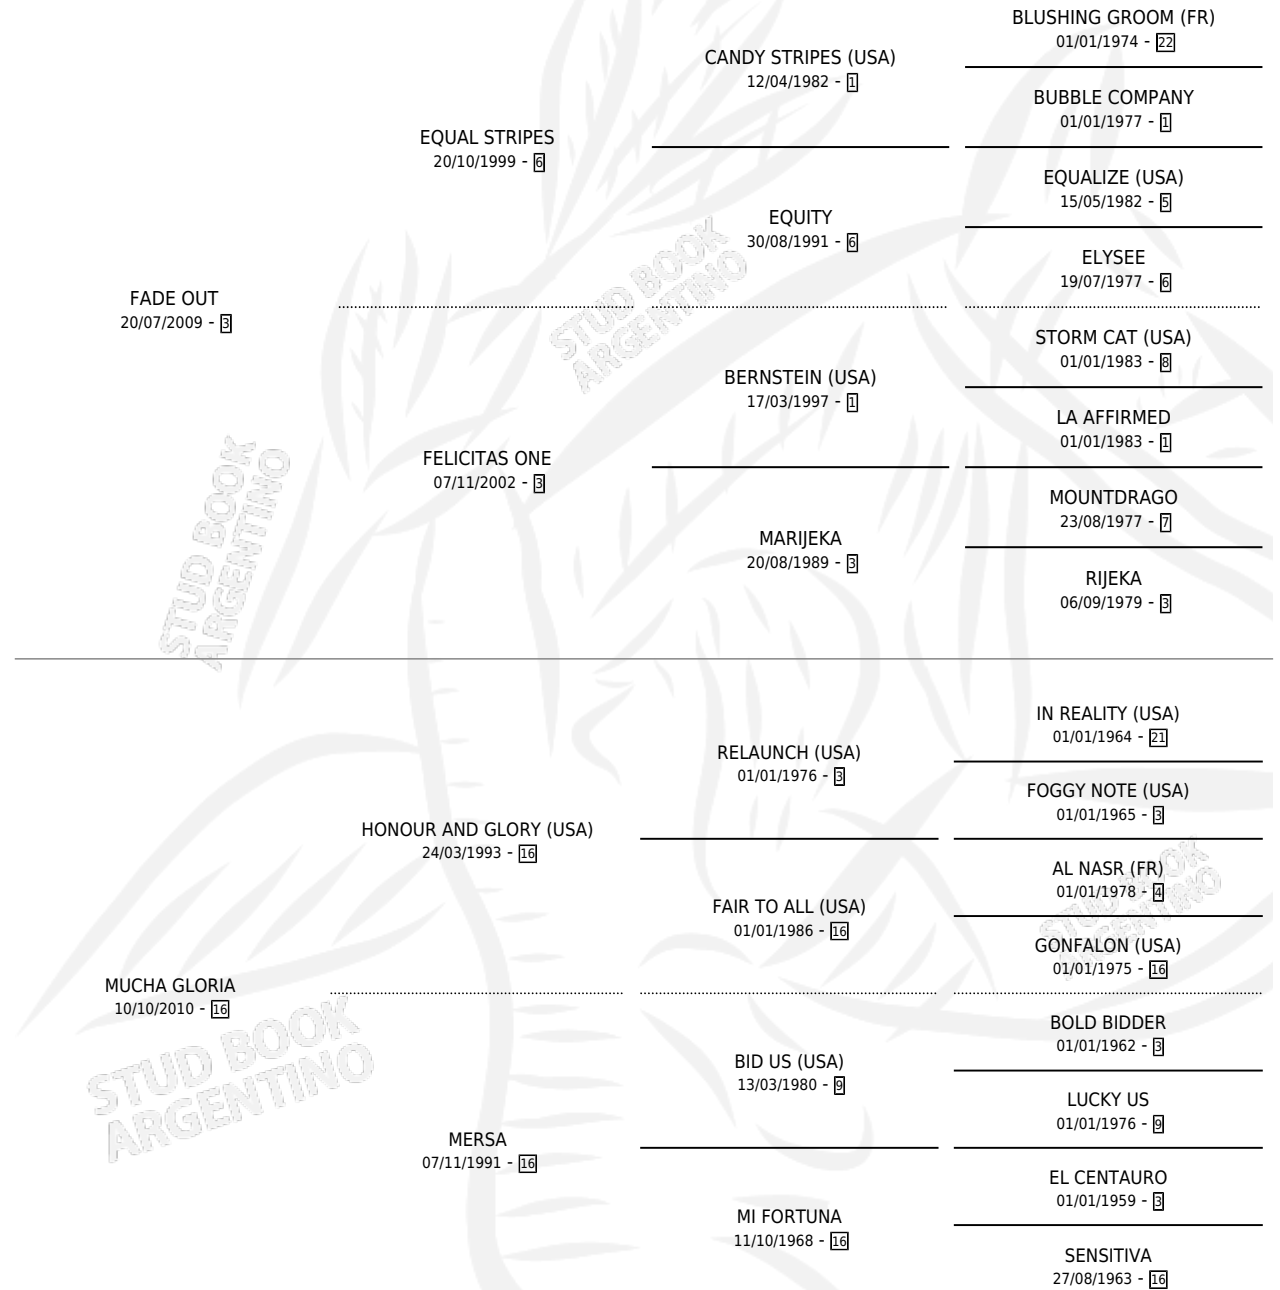 BLUSHING GROOM (FR)
01/01/1974 - 22
CANDY STRIPES (USA)
12/04/1982 - 1
BUBBLE COMPANY
01/01/1977 - 1
EQUAL STRIPES
20/10/1999 - 6
EQUALIZE (USA)
15/05/1982 - 5
EQUITY
30/08/1991 - 6
ELYSEE
19/07/1977 - 6
FADE OUT
20/07/2009 - 3
STORM CAT (USA)
01/01/1983 - 8
BERNSTEIN (USA)
17/03/1997 - 1
LA AFFIRMED
01/01/1983 - 1
FELICITAS ONE
07/11/2002 - 3
MOUNTDRAGO
23/08/1977 - 7
MARIJEKA
20/08/1989 - 3
RIJEKA
06/09/1979 - 3
IN REALITY (USA)
01/01/1964 - 21
RELAUNCH (USA)
01/01/1976 - 3
FOGGY NOTE (USA)
01/01/1965 - 3
HONOUR AND GLORY (USA)
24/03/1993 - 16
AL NASR (FR)
01/01/1978 - 4
FAIR TO ALL (USA)
01/01/1986 - 16
GONFALON (USA)
01/01/1975 - 16
MUCHA GLORIA
10/10/2010 - 16
BOLD BIDDER
01/01/1962 - 3
BID US (USA)
13/03/1980 - 9
LUCKY US
01/01/1976 - 9
MERSA
07/11/1991 - 16
EL CENTAURO
01/01/1959 - 3
MI FORTUNA
11/10/1968 - 16
SENSITIVA
27/08/1963 - 16
STUD BOOK
ARGENTINO
STUD BOOK
ARGENTINO
STUD BOOK
ARGENTINO
STUD BOOK
ARGENTINO